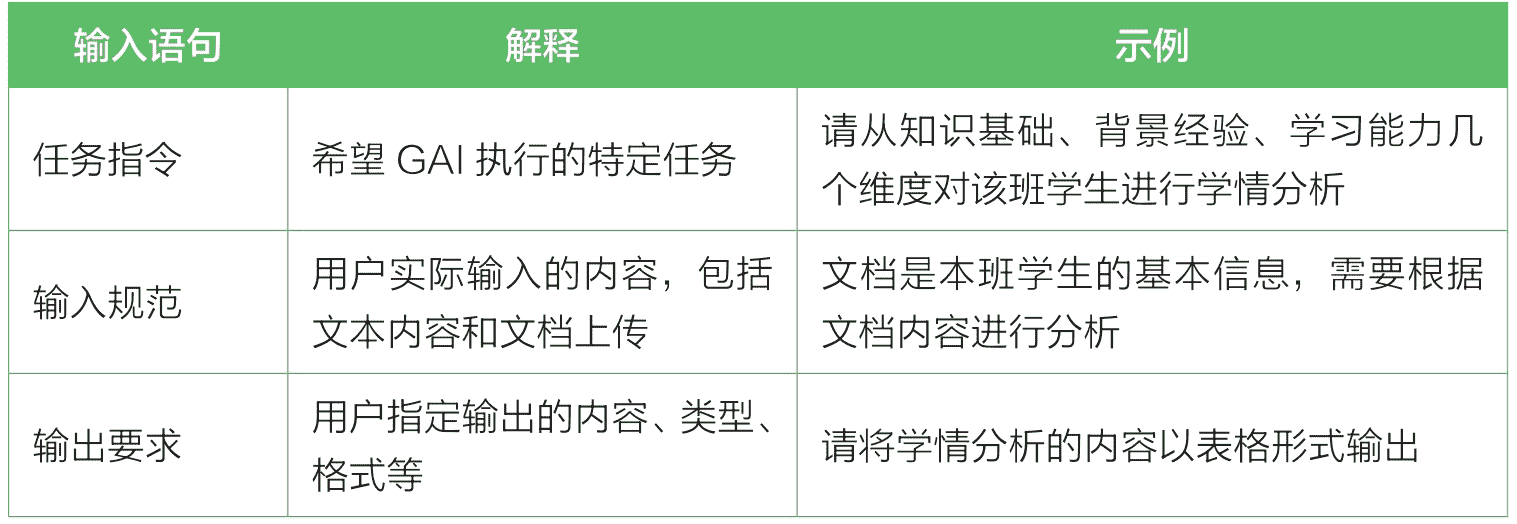 输入语句 解释 示例
任务指令
希望 GAI 执行的特定任务
请从知识基础、背景经验、学习能力几
个维度对该班学生进行学情分析
输入规范
用户实际输入的内容，包括
文本内容和文档上传
文档是本班学生的基本信息，需要根据
文档内容进行分析
输出要求
用户指定输出的内容、类型、
格式等
请将学情分析的内容以表格形式输出